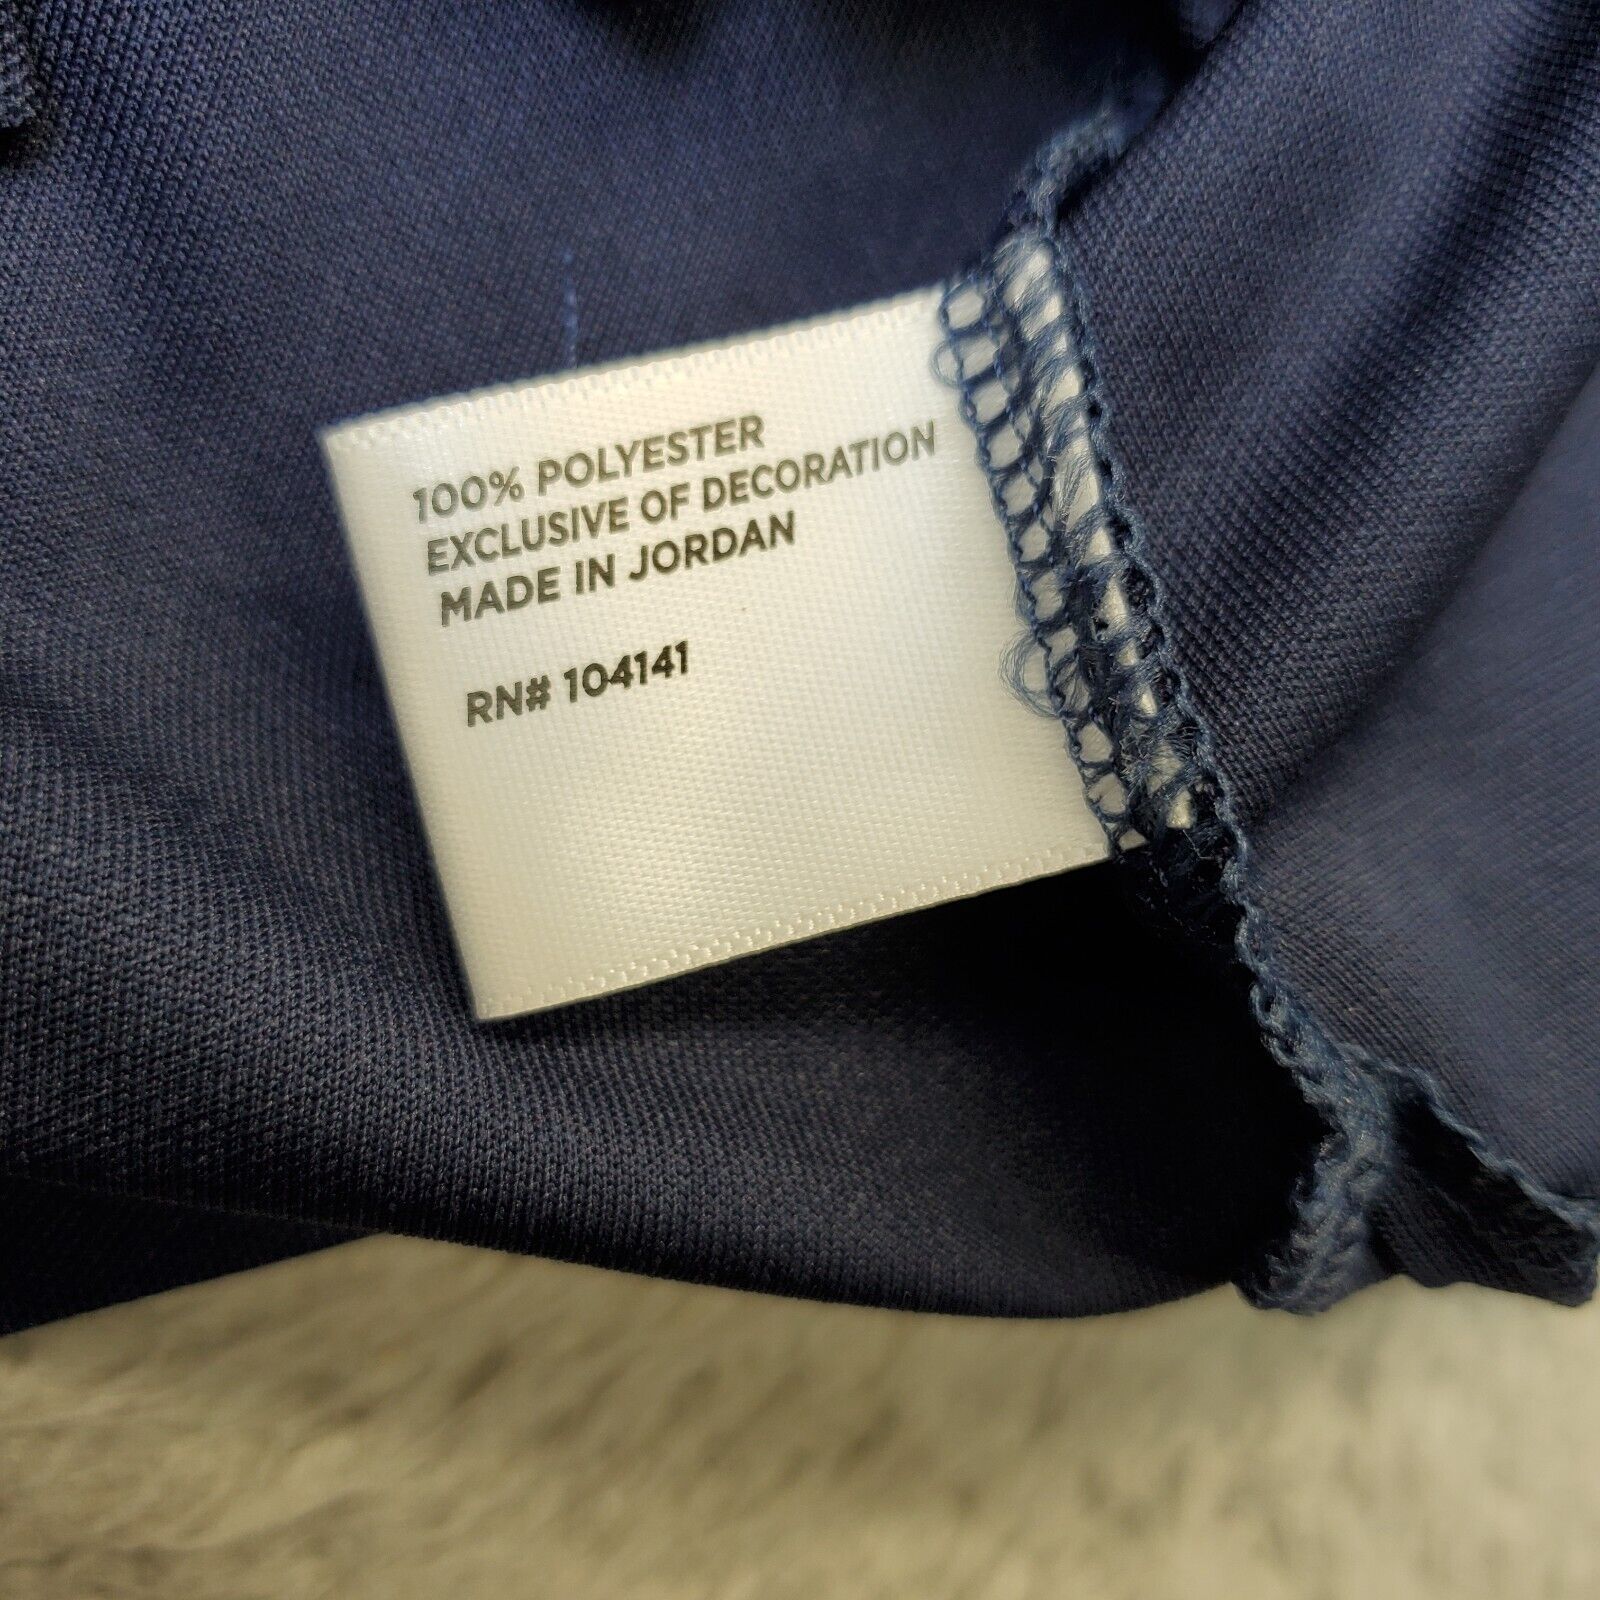 100% POLYESTER
EXCLUSIVE OF DECORATION
MADE IN JORDAN
RN# 104141